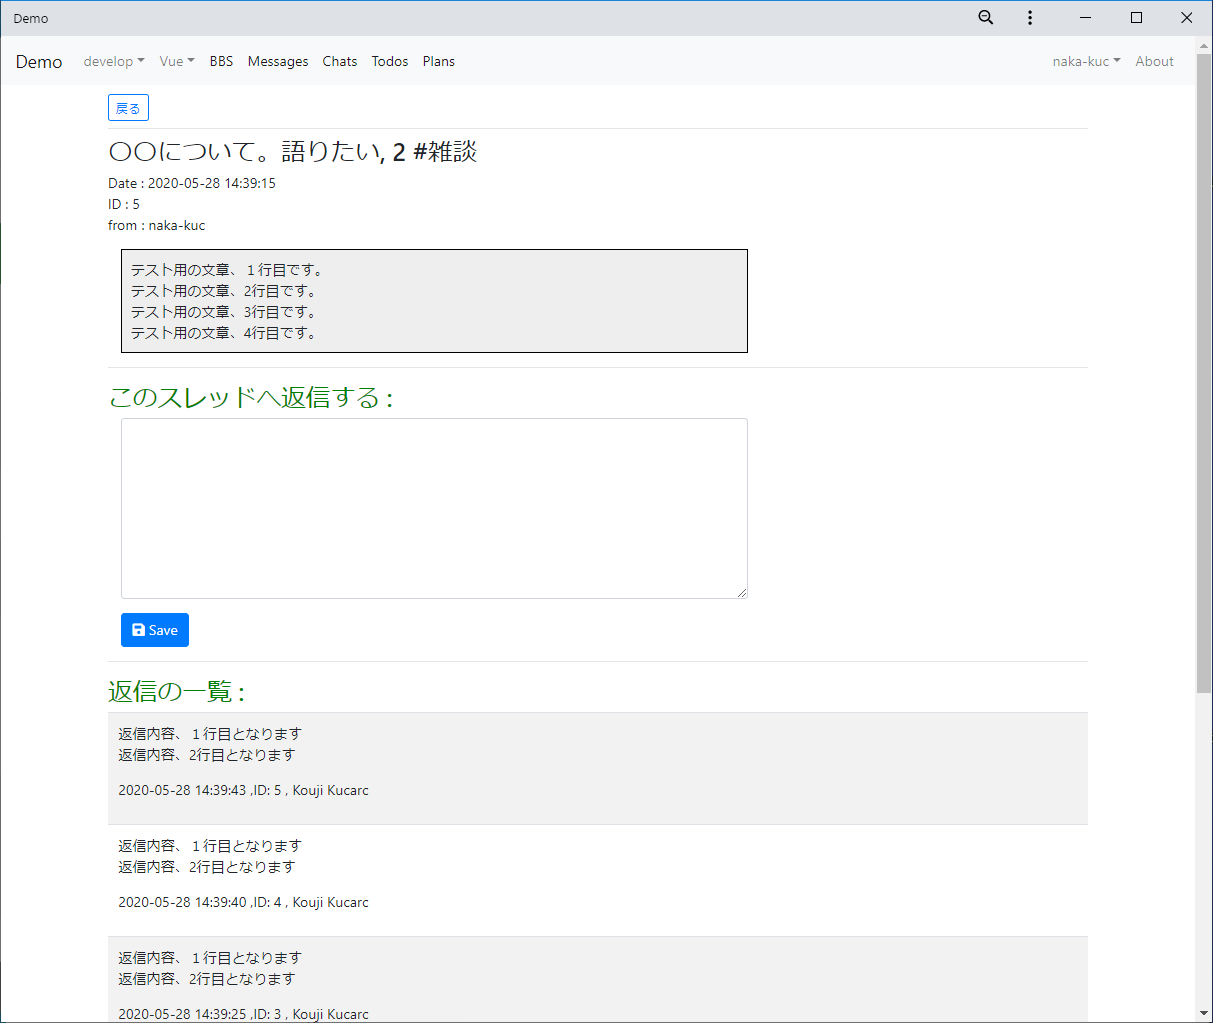 Demo
Demo develop Vue BBS Messages Chats Todos Plans naka-kuc About
戻る
〇〇について。語りたい, 2 #雑談
Date : 2020-05-28 14:39:15
ID : 5
from : naka-kuc
テスト用の文章、１行目です。
テスト用の文章、2行目です。
テスト用の文章、3行目です。
テスト用の文章、4行目です。
このスレッドへ返信する :
Save
返信の一覧 :
返信内容、１行目となります
返信内容、2行目となります
2020-05-28 14:39:43 ,ID: 5 , Kouji Kucarc
返信内容、１行目となります
返信内容、2行目となります
2020-05-28 14:39:40 ,ID: 4 , Kouji Kucarc
返信内容、１行目となります
返信内容、2行目となります
2020-05-28 14:39:25 ,ID: 3 , Kouji Kucarc